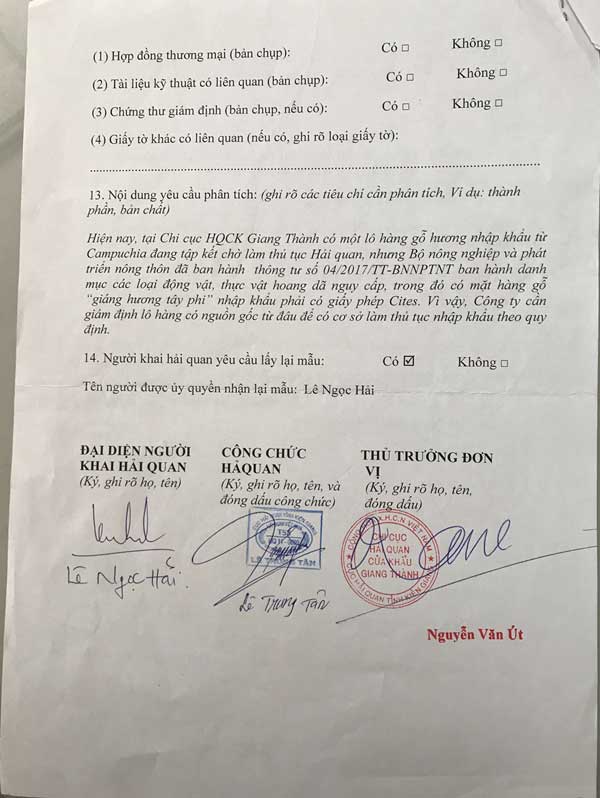 (1) Hợp đồng thương mại (bản chụp): Có □ Không □
(2) Tài liệu kỹ thuật có liên quan (bản chụp): Có □ Không □
(3) Chứng thư giám định (bản chụp, nếu có): Có □ Không □
(4) Giấy tờ khác có liên quan (nếu có, ghi rõ loại giấy tờ):
13. Nội dung yêu cầu phân tích: (ghi rõ các tiêu chí cần phân tích, Ví dụ: thành
phần, bản chất)
Hiện nay, tại Chi cục HQCK Giang Thành có một lô hàng gỗ hương nhập khẩu từ
Campuchia đang tập kết chờ làm thủ tục Hải quan, nhưng Bộ nông nghiệp và phát
triển nông thôn đã ban hành thông tư số 04/2017/TT-BNNPTNT ban hành danh
mục các loại động vật, thực vật hoang dã nguy cấp, trong đó có mặt hàng gỗ
"giáng hương tây phi" nhập khẩu phải có giấy phép Cites. Vì vậy, Công ty cần
giám định lô hàng có nguồn gốc từ đâu để có cơ sở làm thủ tục nhập khẩu theo quy
định.
14. Người khai hải quan yêu cầu lấy lại mẫu: Có ☑ Không □
Tên người được ủy quyền nhận lại mẫu: Lê Ngọc Hải
ĐẠI DIỆN NGƯỜI CÔNG CHỨC THỦ TRƯỞNG ĐƠN
KHAI HẢI QUAN HẢQUAN VỊ
(Ký, ghi rõ họ, tên) (Ký, ghi rõ họ, tên, và (Ký, ghi rõ họ, tên,
đóng dấu công chức) đóng dấu)
CHI CỤC
HẢI QUAN
CỬA KHẨU
GIANG THÀNH
LÊ TRUNG TÂN
Lê Ngọc Hải
Lê Trung Tân
Nguyễn Văn Út